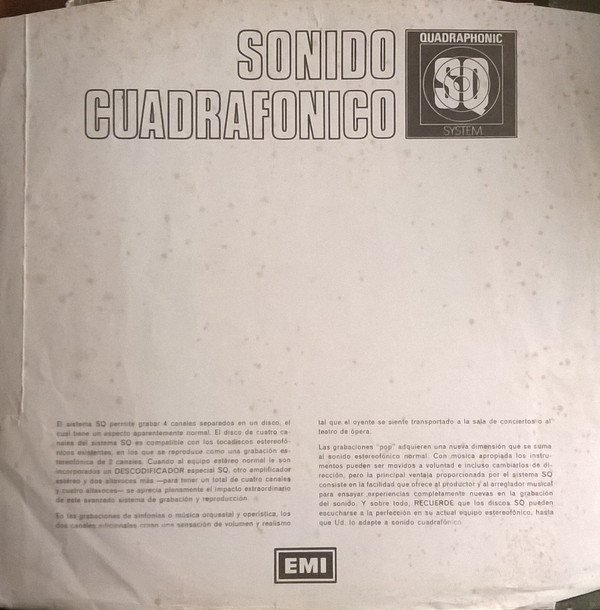 SONIDO
CUADRAFONICO
QUADRAPHONIC
SQ
SYSTEM
El sistema SQ permite grabar 4 canales separados en un disco, el
cual tiene un aspecto aparentemente normal. El disco de cuatro ca-
nales del sistema SQ es compatible con los tocadiscos estereofó-
nicos existentes, en los que se reproduce como una grabación es-
tereofónica de 2 canales. Cuando al equipo estéreo normal le son
incorporados un DESCODIFICADOR especial SQ, otro amplificador
estéreo y dos altavoces más —para tener un total de cuatro canales
y cuatro altavoces— se aprecia plenamente el impacto extraordinario
de este avanzado sistema de grabación y reproducción.
En las grabaciones de sinfonías o música orquestal y operística, los
dos canales adicionales crean una sensación de volumen y realismo
tal que el oyente se siente transportado a la sala de conciertos o al
teatro de ópera.
Las grabaciones "pop" adquieren una nueva dimensión que se suma
al sonido estereofónico normal. Con música apropiada los instru-
mentos pueden ser movidos a voluntad e incluso cambiarlos de di-
rección, pero la principal ventaja proporcionada por el sistema SQ
consiste en la facilidad que ofrece al productor y al arreglador musical
para ensayar experiencias completamente nuevas en la grabación
del sonido. Y sobre todo, RECUERDE que los discos SQ pueden
escucharse a la perfección en su actual equipo estereofónico, hasta
que Ud. lo adapte a sonido cuadrafónico.
EMI